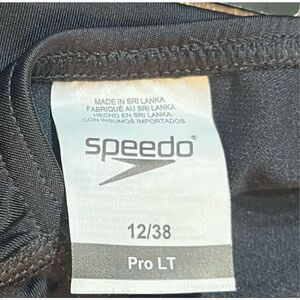 MADE IN SRI LANKA
FABRIQUÉ AU SRI LANKA
HECHO EN SRI LANKA
CON INSUMOS IMPORTADOS
speedo
12/38
Pro LT